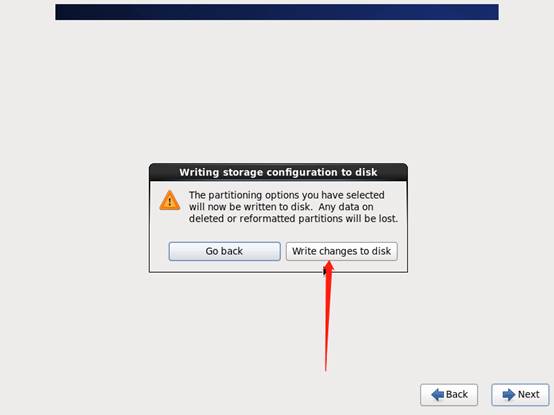 Writing storage configuration to disk
The partitioning options you have selected
will now be written to disk.  Any data on
deleted or reformatted partitions will be lost.
Go back
Write changes to disk
Back
Next